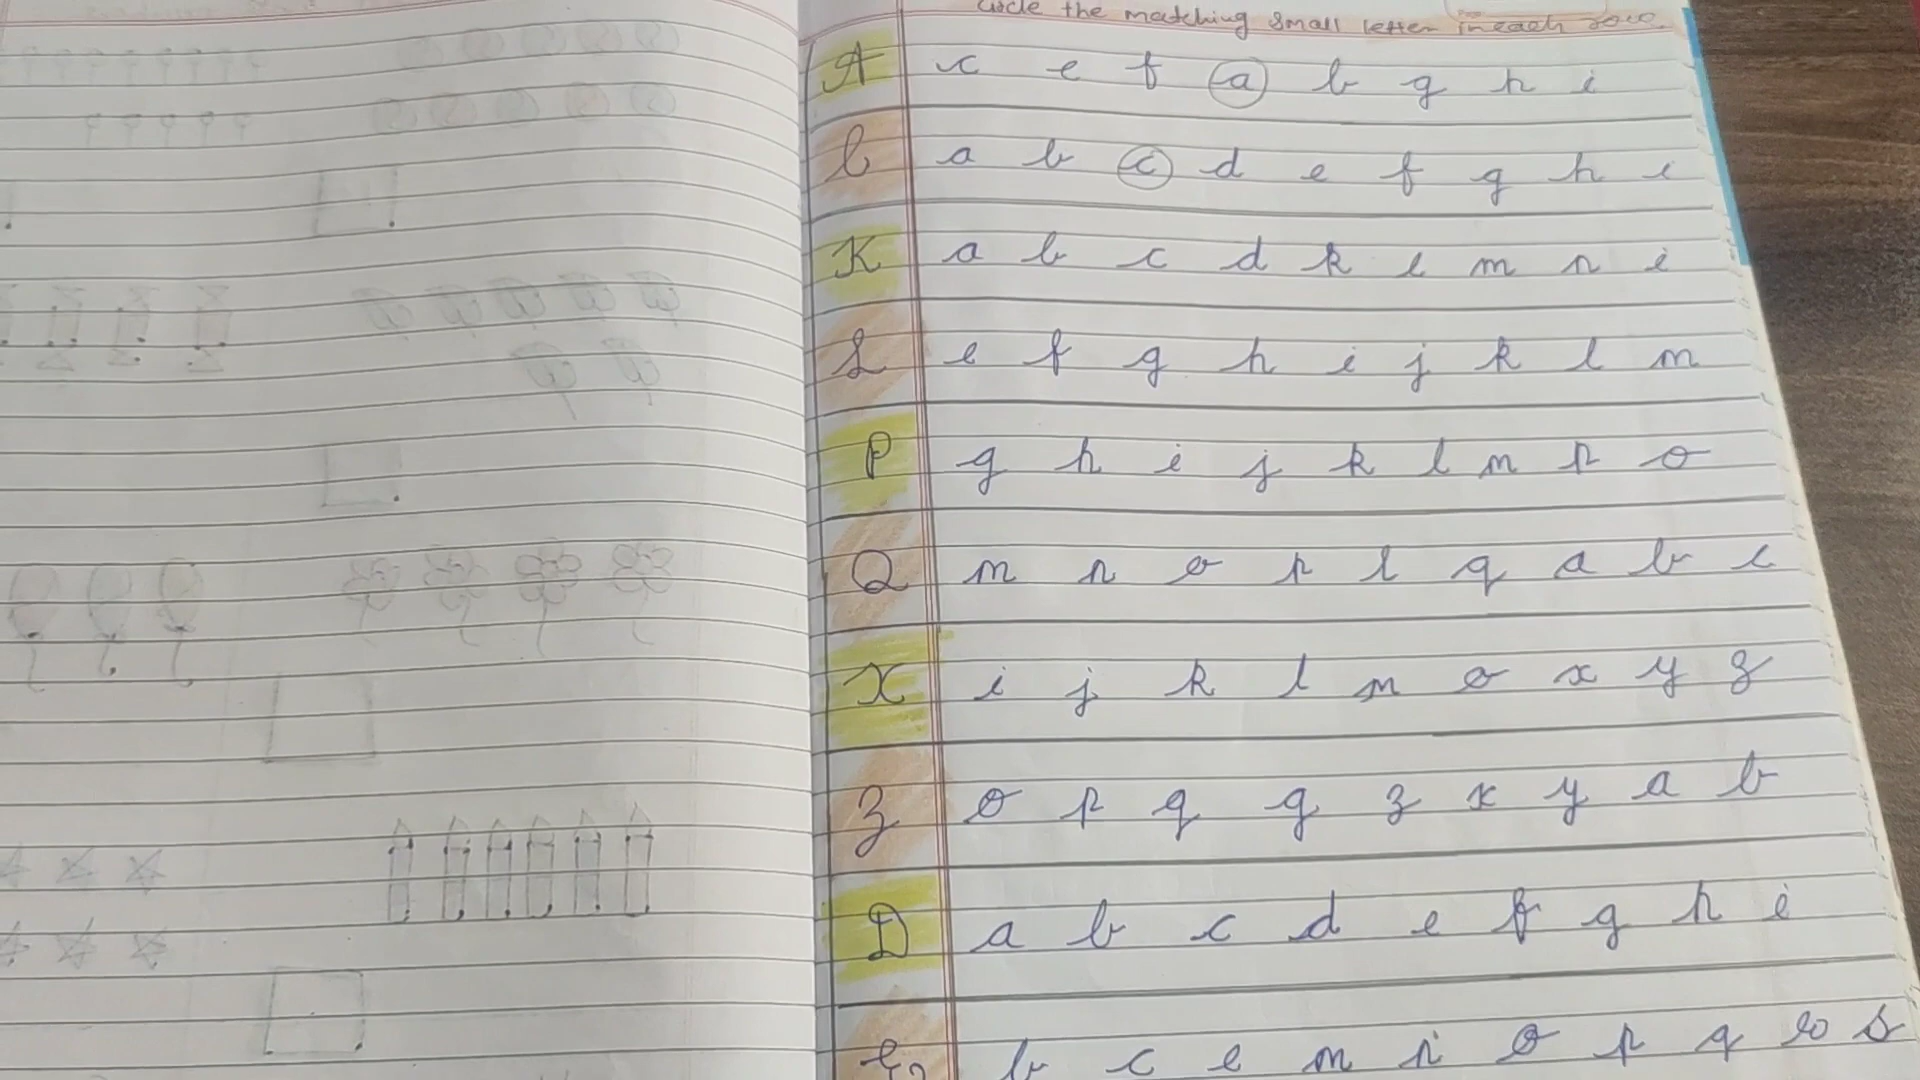 Circle the matching small letter in each row.
A c e f a b g h i
C a b c d e f g h i
K a b c d k l m n i
L e f g h i j k l m
P g h i j k l m p o
Q m n o p l q a b c
X i j k l m o x y z
Z o p q g z x y a b
D a b c d e f g h i
b c e m n o p q r s